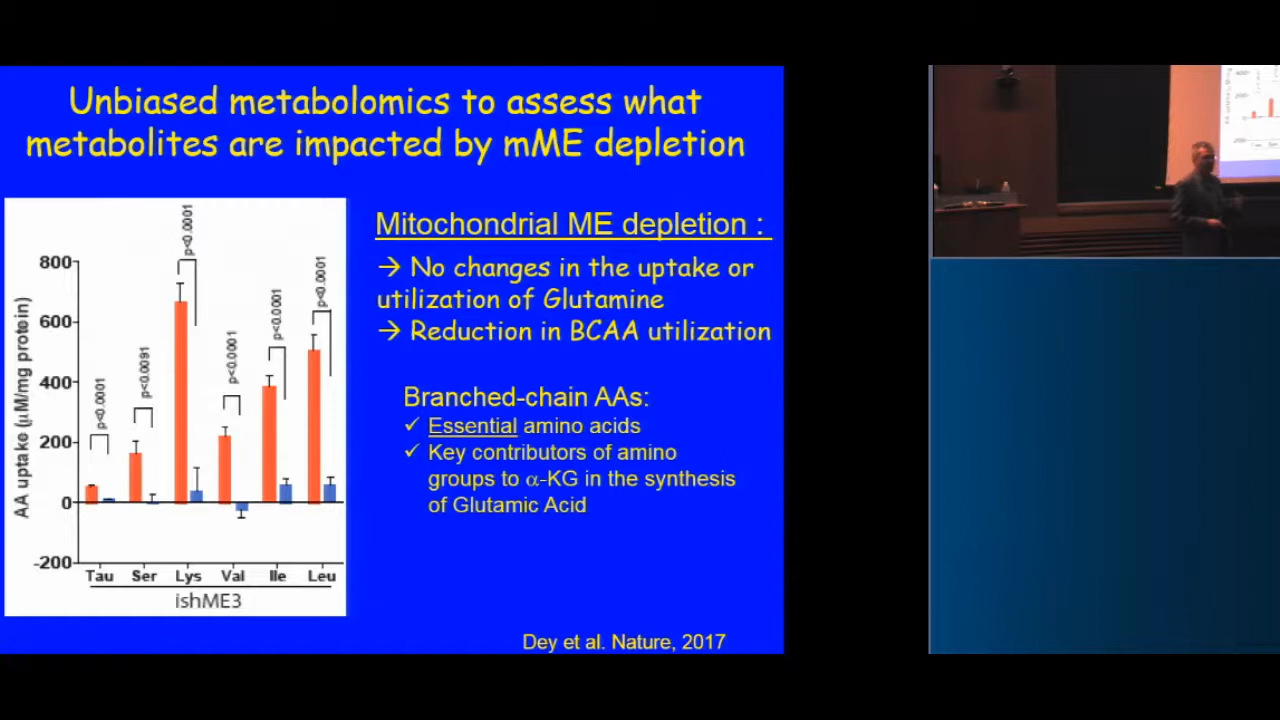 Unbiased metabolomics to assess what
metabolites are impacted by mME depletion
AA uptake (µM/mg protein)
800
600
400
200
0
-200
p<0.0001
p<0.0091
p<0.0001
p<0.0001
p<0.0001
p<0.0001
Tau Ser Lys Val Ile Leu
ishME3
Mitochondrial ME depletion :
→ No changes in the uptake or
utilization of Glutamine
→ Reduction in BCAA utilization
Branched-chain AAs:
✓ Essential amino acids
✓ Key contributors of amino
groups to α-KG in the synthesis
of Glutamic Acid
Dey et al. Nature, 2017